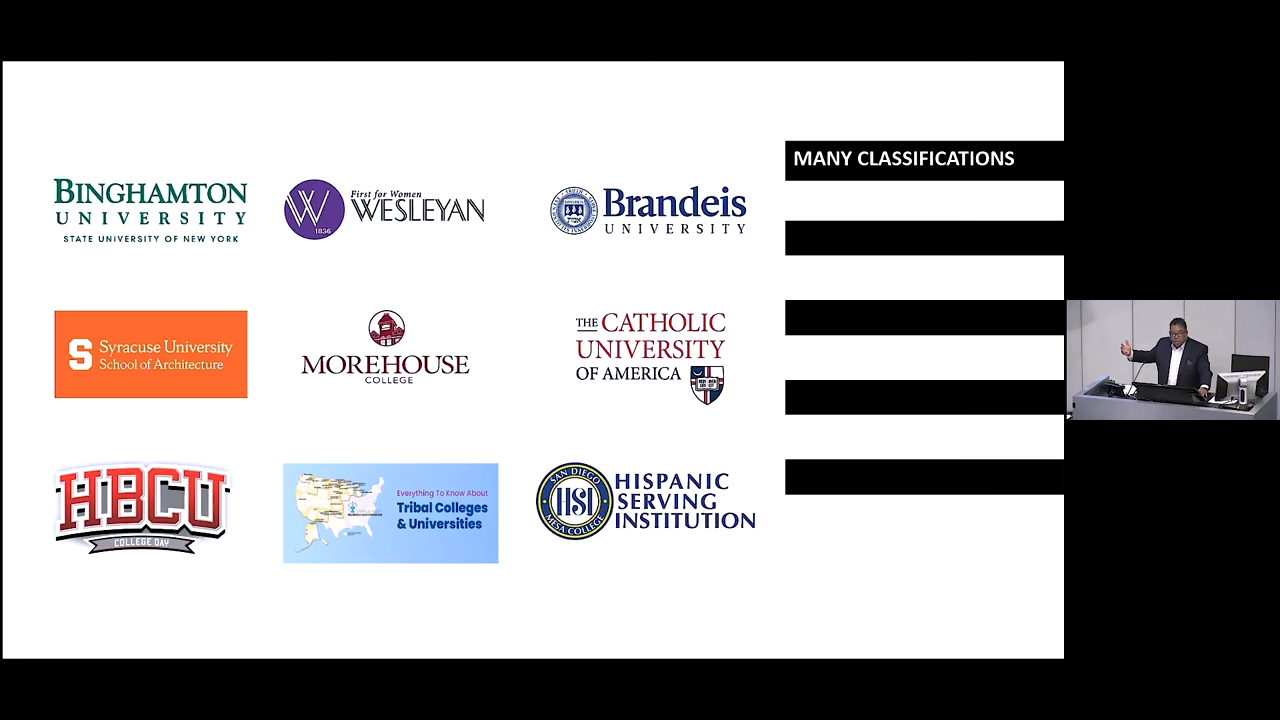 MANY CLASSIFICATIONS
BINGHAMTON
UNIVERSITY
STATE UNIVERSITY OF NEW YORK
W
1836
First for Women
WESLEYAN
Brandeis
UNIVERSITY
S
Syracuse University
School of Architecture
MOREHOUSE
COLLEGE
THE CATHOLIC
UNIVERSITY
OF AMERICA
HBCU
COLLEGE DAY
Everything To Know About
Tribal Colleges
& Universities
SAN DIEGO
HSI
MESA COLLEGE
HISPANIC
SERVING
INSTITUTION